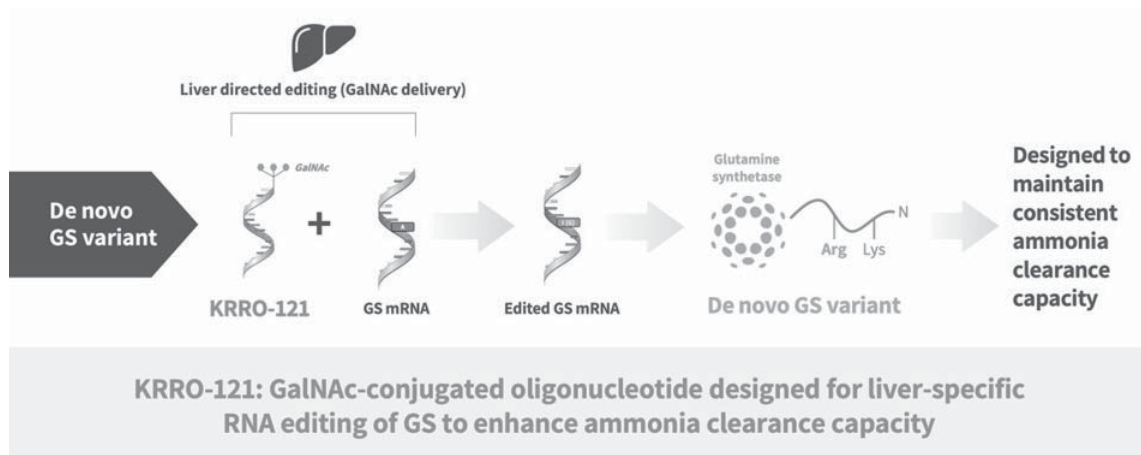 Liver directed editing (GalNAc delivery)
De novo
GS variant
GalNAc
+
A
KRRO-121
GS mRNA
Edited GS mRNA
Glutamine
synthetase
N
Arg
Lys
De novo GS variant
Designed to
maintain
consistent
ammonia
clearance
capacity
KRRO-121: GalNAc-conjugated oligonucleotide designed for liver-specific
RNA editing of GS to enhance ammonia clearance capacity